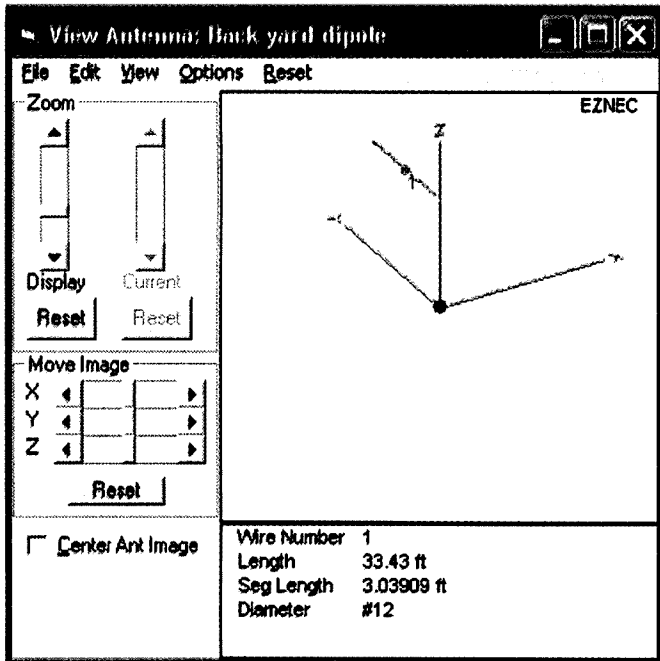 View Antenna: Back yard dipole
File Edit View Options Reset
Zoom
Display
Current
Reset
Reset
Move Image
X
Y
Z
Reset
Center Ant Image
EZNEC
Z
1
Wire Number 1
Length 33.43 ft
Seg Length 3.03909 ft
Diameter #12